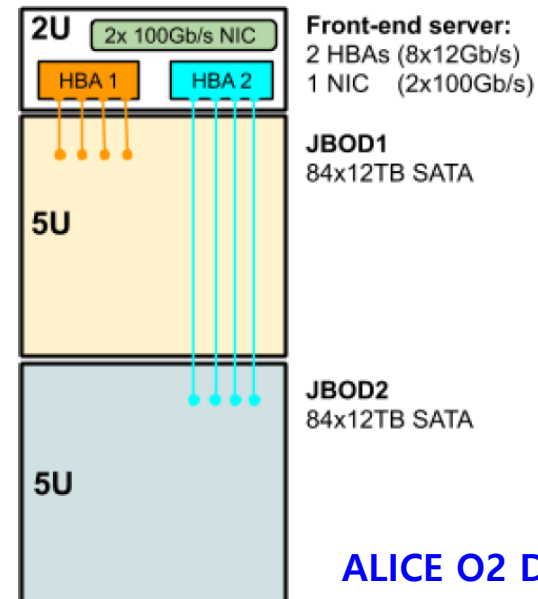 2U
2x 100Gb/s NIC
HBA 1
HBA 2
Front-end server:
2 HBAs (8x12Gb/s)
1 NIC (2x100Gb/s)
JBOD1
84x12TB SATA
5U
JBOD2
84x12TB SATA
5U
ALICE O2 D